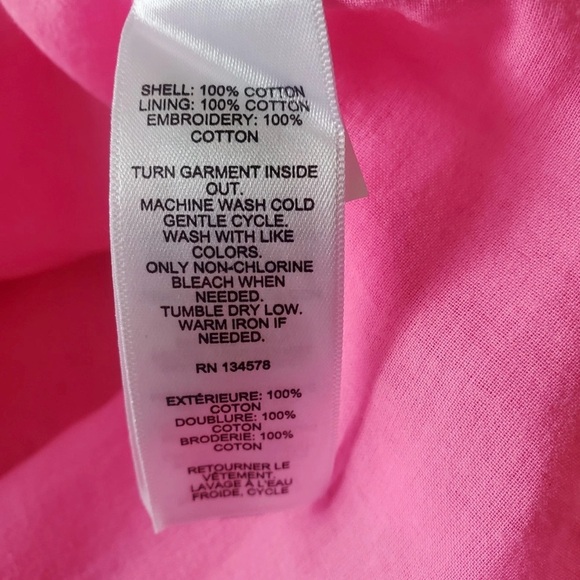 SHELL: 100% COTTON
LINING: 100% COTTON
EMBROIDERY: 100%
COTTON
TURN GARMENT INSIDE
OUT.
MACHINE WASH COLD
GENTLE CYCLE.
WASH WITH LIKE
COLORS.
ONLY NON-CHLORINE
BLEACH WHEN
NEEDED.
TUMBLE DRY LOW.
WARM IRON IF
NEEDED.
RN 134578
EXTÉRIEURE: 100%
COTON
DOUBLURE: 100%
COTON
BRODERIE: 100%
COTON
RETOURNER LE
VÊTEMENT.
LAVAGE À L'EAU
FROIDE, CYCLE